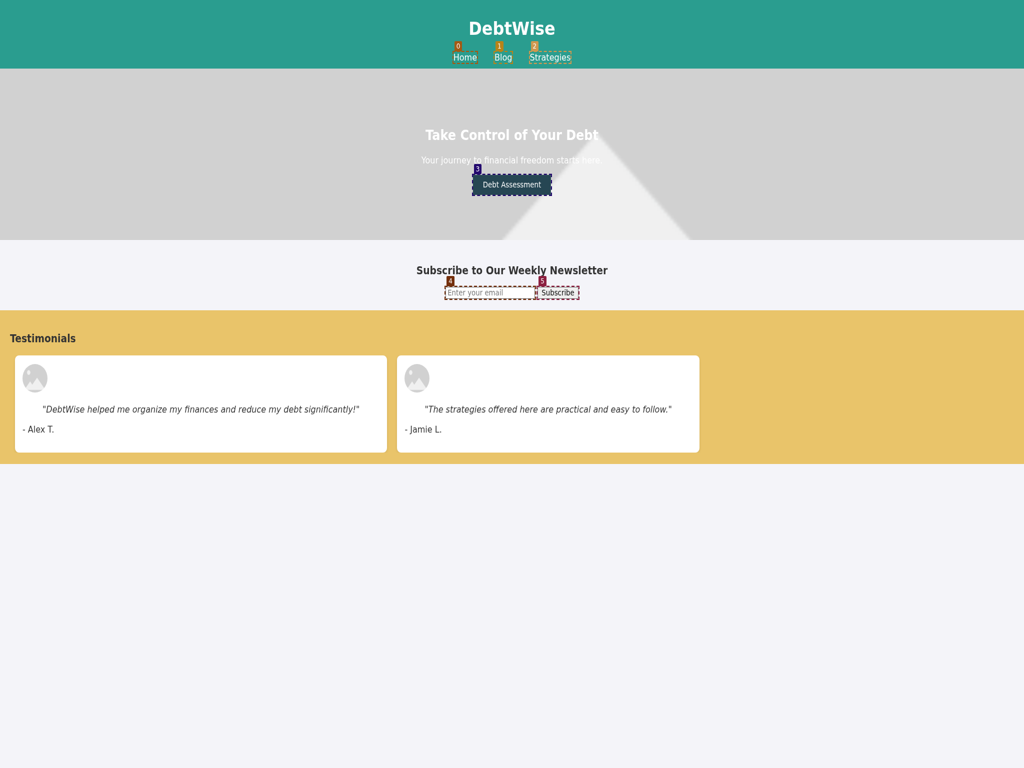 DebtWise
0 1 2
Home Blog Strategies
Take Control of Your Debt
Your journey to financial freedom starts here.
3
Debt Assessment
Subscribe to Our Weekly Newsletter
4 5
Enter your email Subscribe
Testimonials
"DebtWise helped me organize my finances and reduce my debt significantly!"
- Alex T.
"The strategies offered here are practical and easy to follow."
- Jamie L.